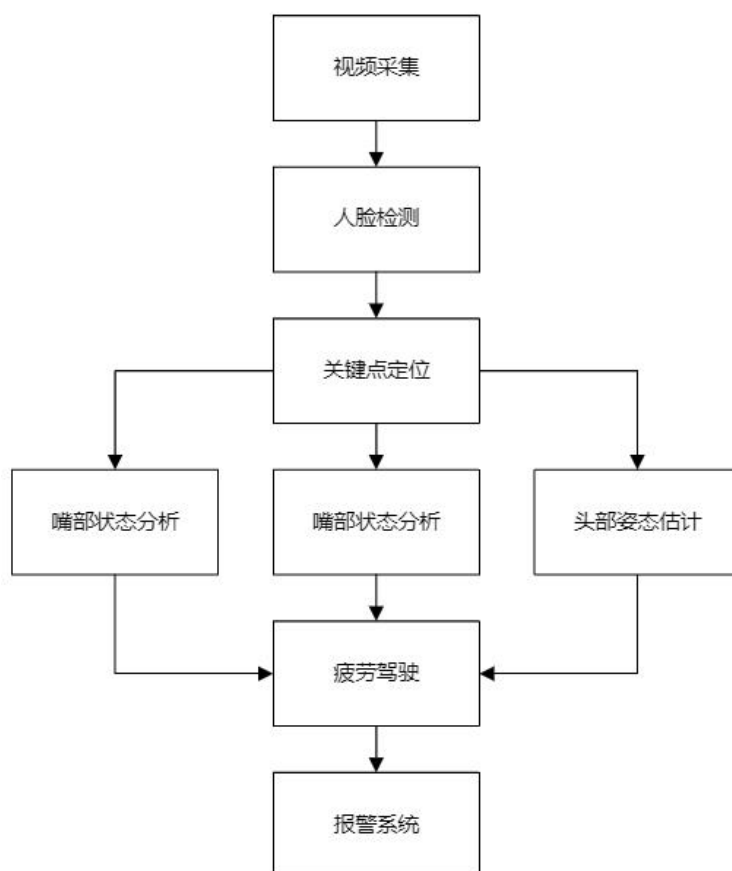 视频采集
人脸检测
关键点定位
嘴部状态分析
嘴部状态分析
头部姿态估计
疲劳驾驶
报警系统